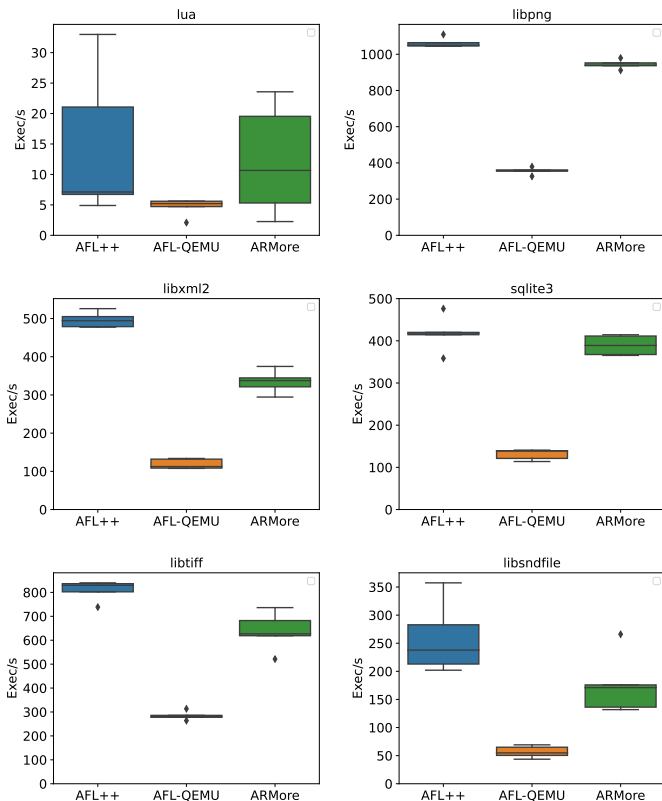 lua
Exec/s
30
25
20
15
10
5
0
AFL++ AFL-QEMU ARMore
libpng
Exec/s
1000
800
600
400
200
0
AFL++ AFL-QEMU ARMore
libxml2
Exec/s
500
400
300
200
100
0
AFL++ AFL-QEMU ARMore
sqlite3
Exec/s
500
400
300
200
100
0
AFL++ AFL-QEMU ARMore
libtiff
Exec/s
800
700
600
500
400
300
200
100
0
AFL++ AFL-QEMU ARMore
libsndfile
Exec/s
350
300
250
200
150
100
50
0
AFL++ AFL-QEMU ARMore